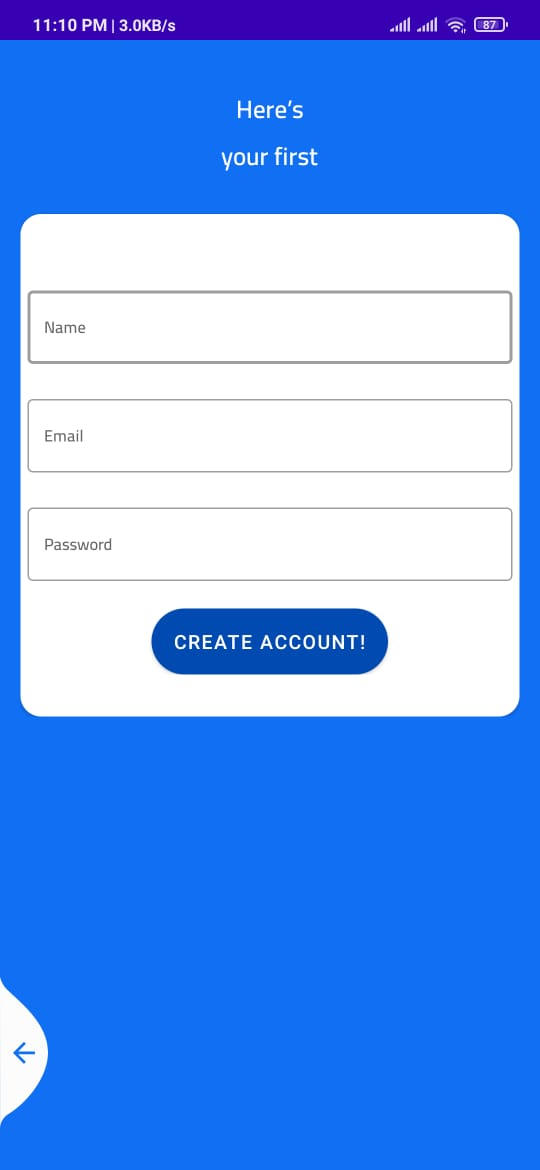 11:10 PM | 3.0KB/s
87
Here's
your first
Name
Email
Password
CREATE ACCOUNT!